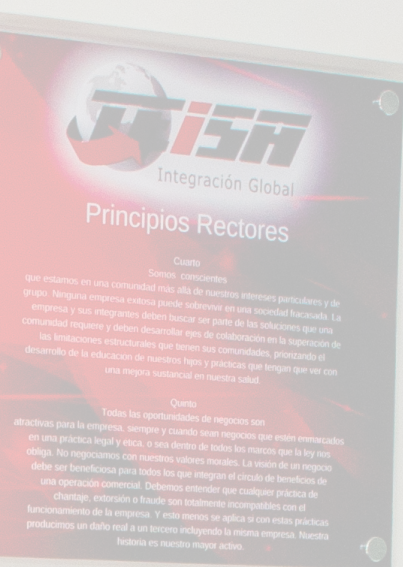 misa
Integración Global
Principios Rectores
Cuarto
Somos conscientes
que estamos en una comunidad más allá de nuestros intereses particulares y de
grupo. Ninguna empresa exitosa puede sobrevivir en una sociedad fracasada. La
empresa y sus integrantes deben buscar ser parte de las soluciones que una
comunidad requiere y deben desarrollar ejes de colaboración en la superación de
las limitaciones estructurales que tienen sus comunidades, priorizando el
desarrollo de la educación de nuestros hijos y prácticas que tengan que ver con
una mejora sustancial en nuestra salud.
Quinto
Todas las oportunidades de negocios son
atractivas para la empresa, siempre y cuando sean negocios que estén enmarcados
en una práctica legal y ética, o sea dentro de todos los marcos que la ley nos
obliga. No negociamos con nuestros valores morales. La visión de un negocio
debe ser beneficiosa para todos los que integran el círculo de beneficios de
una operación comercial. Debemos entender que cualquier práctica de
chantaje, extorsión o fraude son totalmente incompatibles con el
funcionamiento de la empresa. Y esto menos se aplica si con estas prácticas
producimos un daño real a un tercero incluyendo la misma empresa. Nuestra
historia es nuestro mayor activo.